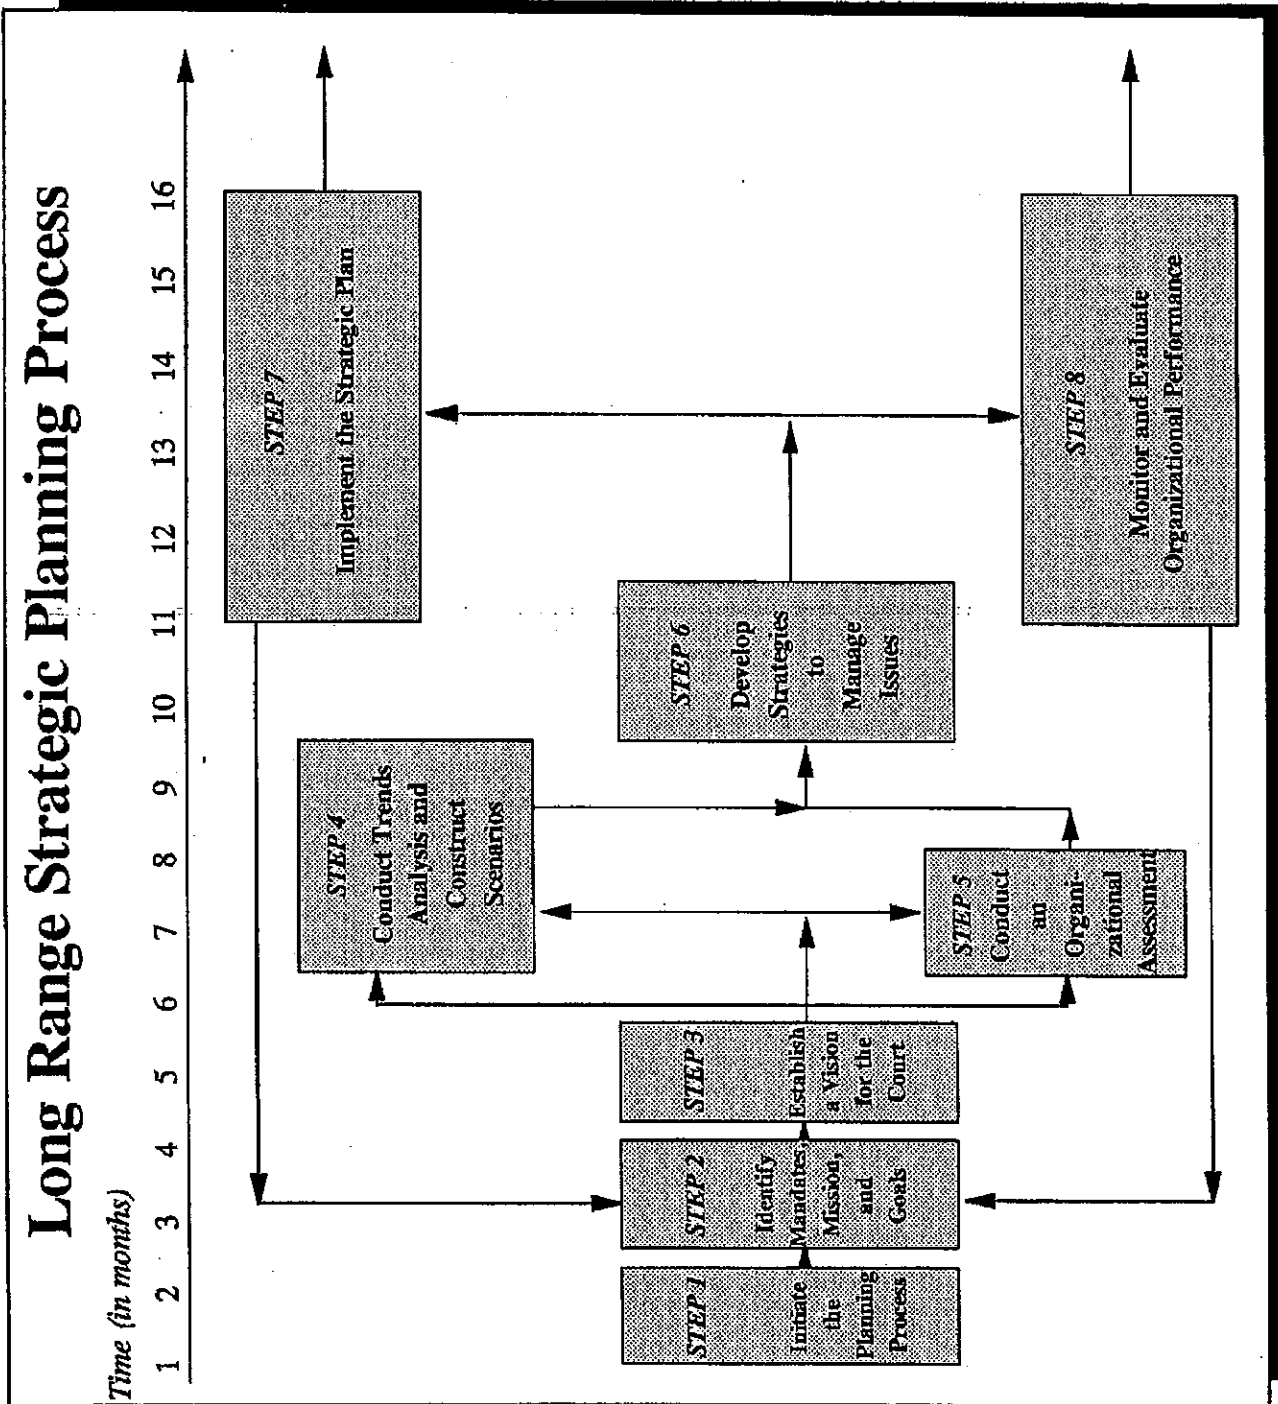 Long Range Strategic Planning Process
Time (in months)
1 2 3 4 5 6 7 8 9 10 11 12 13 14 15 16
STEP 1
Initiate
the
Planning
Process
STEP 2
Identify
Mandates,
Mission,
and
Goals
STEP 3
Establish
a Vision
for the
Court
STEP 4
Conduct Trends
Analysis and
Construct
Scenarios
STEP 5
Conduct
an
Organi-
zational
Assessment
STEP 6
Develop
Strategies
to
Manage
Issues
STEP 7
Implement the Strategic Plan
STEP 8
Monitor and Evaluate
Organizational Performance